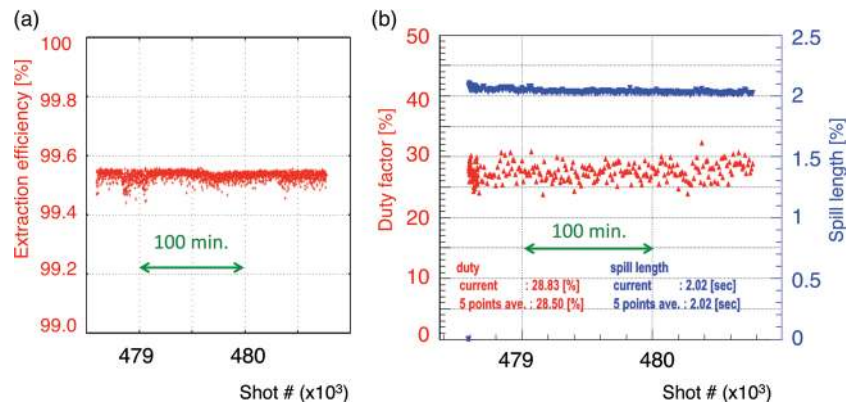 (a)
100
99.8
99.6
99.4
99.2
99.0
Extraction efficiency [%]
100 min.
479
480
Shot # (x10³)
(b)
50
40
30
20
10
0
Duty factor [%]
100 min.
duty
current : 28.83 [%]
5 points ave. : 28.50 [%]
spill length
current : 2.02 [sec]
5 points ave. : 2.02 [sec]
2.5
2
1.5
1
0.5
0
Spill length [%]
479
480
Shot # (x10³)